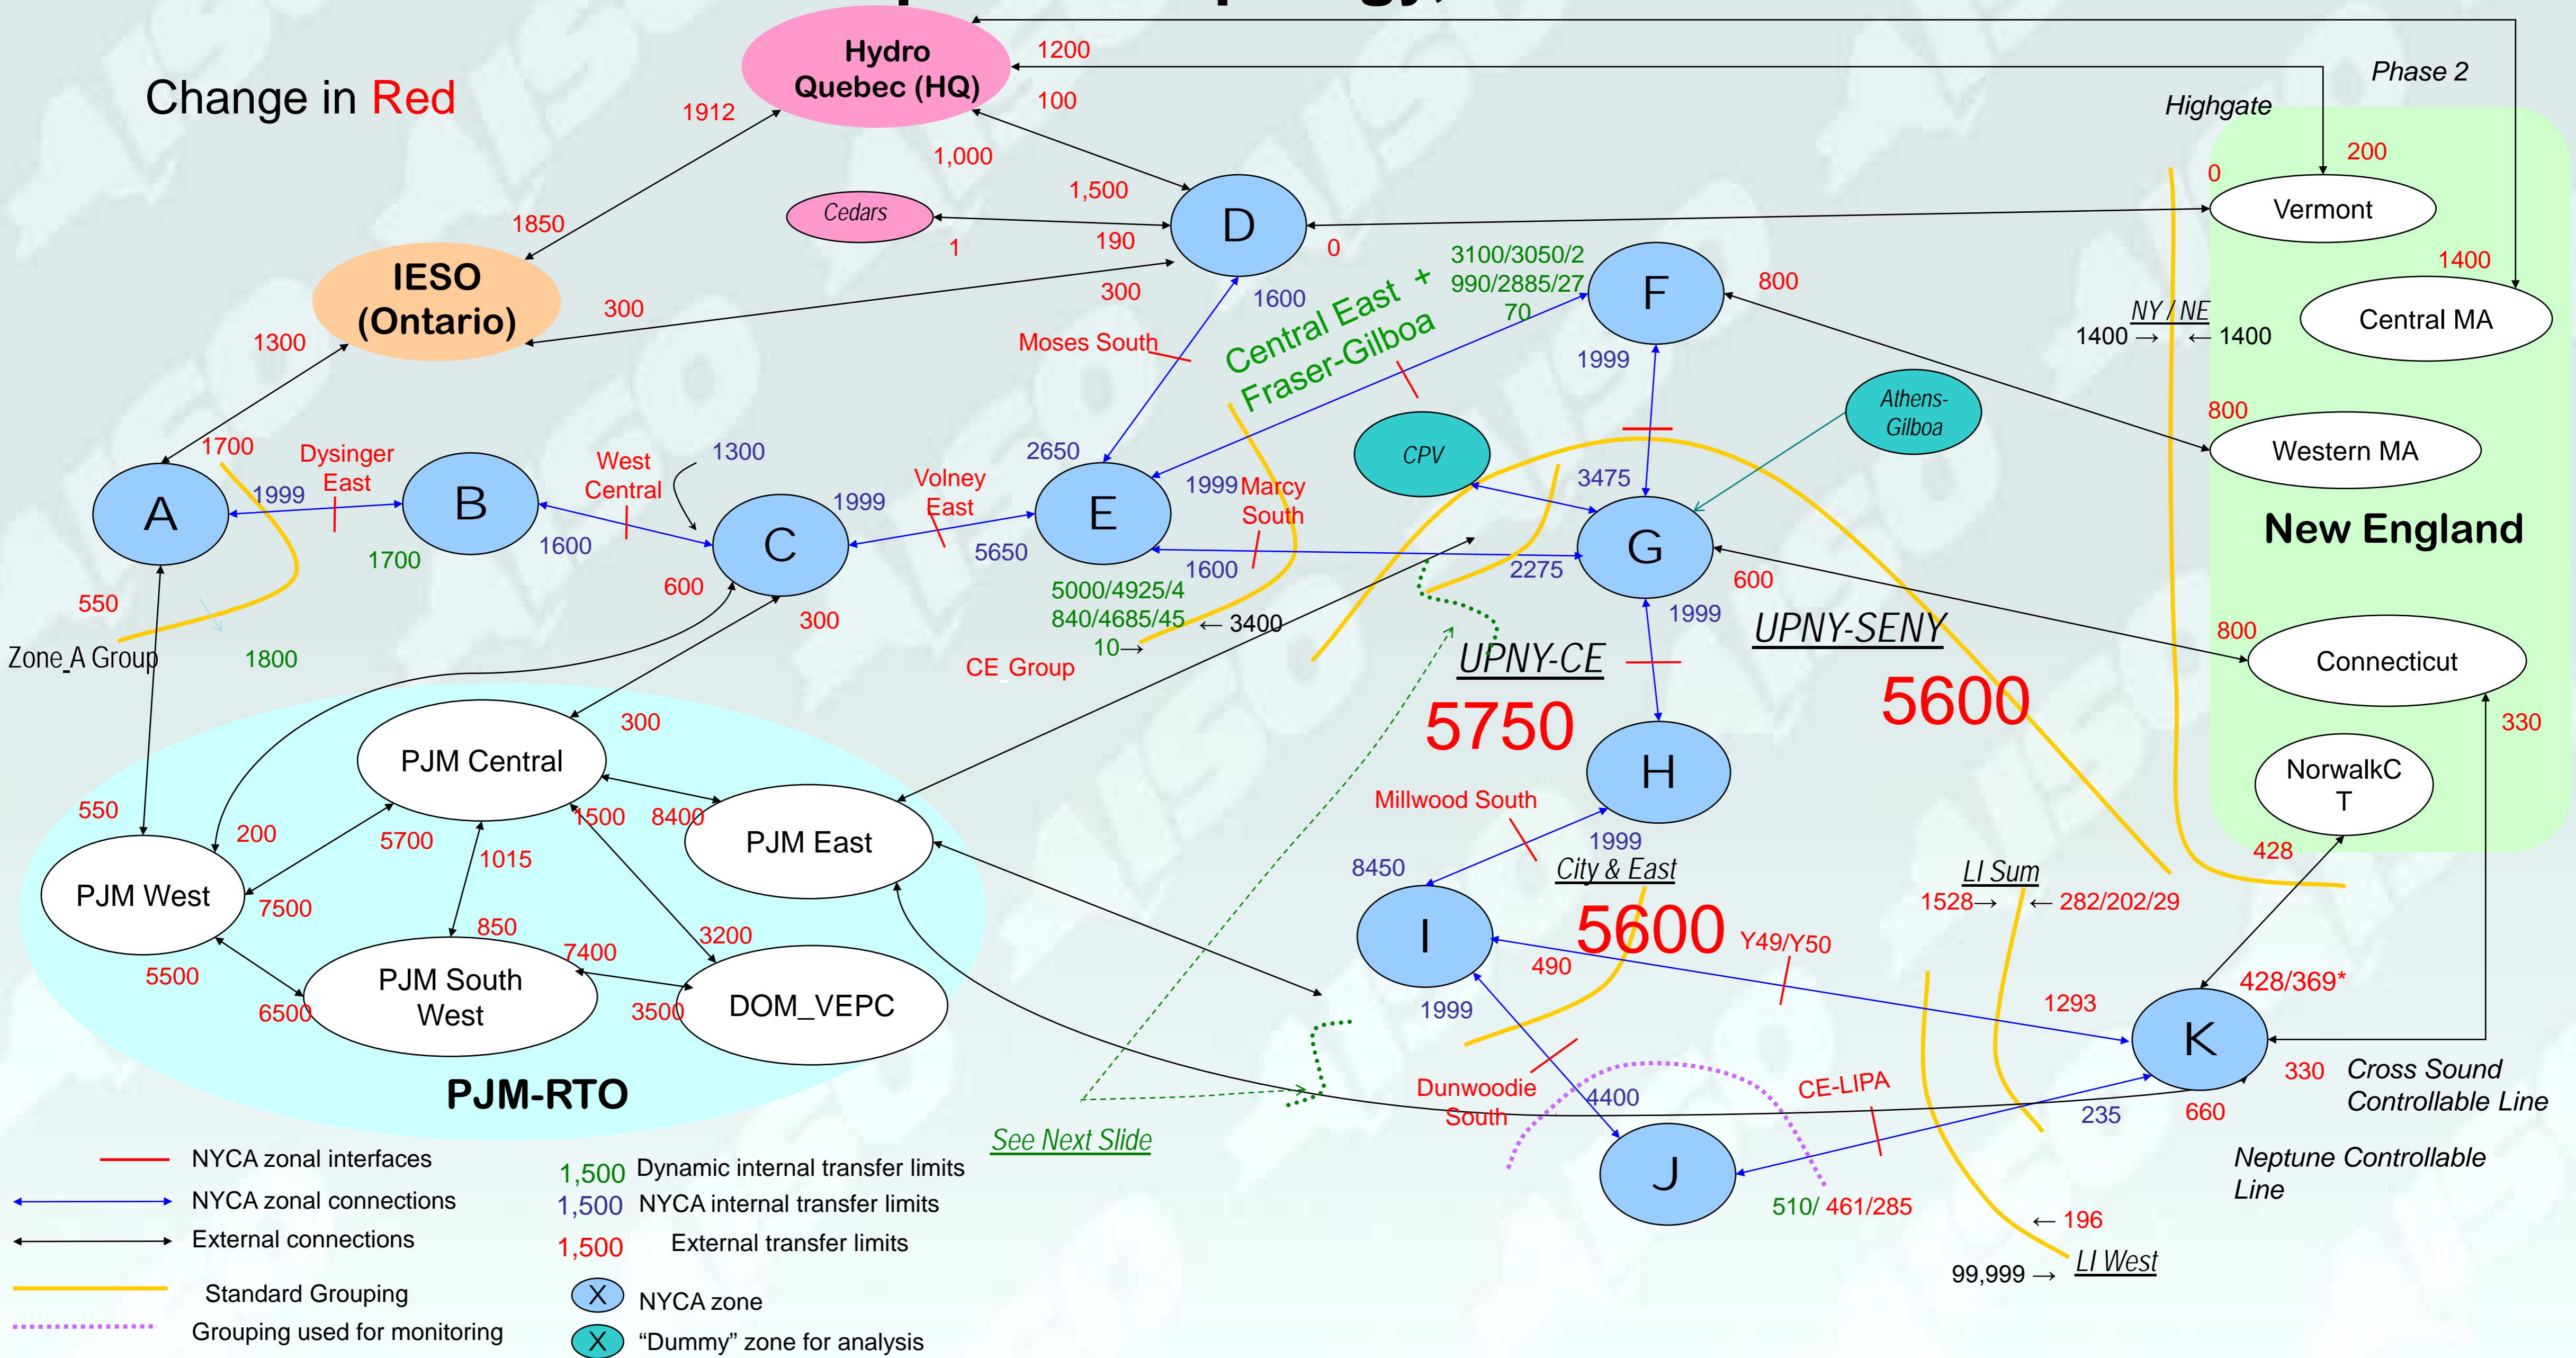 Change in Red
Hydro
Quebec (HQ)
1200
100
1912
1,000
1,500
Cedars
1
190
D
0
1850
IESO
(Ontario)
300
300
1300
Phase 2
Highgate
200
0
Vermont
1400
Central MA
NY / NE
1400 → ← 1400
800
Western MA
New England
800
Connecticut
330
NorwalkC
T
428
1600
Moses South
Central East +
Fraser-Gilboa
3100/3050/2
990/2885/27
70
F
800
1999
CPV
Athens-
Gilboa
1700
Dysinger
East
1999
A
B
1700
West
Central
1300
1600
C
1999
Volney
East
2650
E
5650
1999
Marcy
South
1600
3475
G
2275
600
1999
600
300
550
Zone_A Group
1800
5000/4925/4
840/4685/45
10→
← 3400
CE_Group
UPNY-CE
5750
UPNY-SENY
5600
H
Millwood South
1999
8450
City & East
5600
I
490
1999
Y49/Y50
LI Sum
1528→ ← 282/202/29
1293
428/369*
K
330
Cross Sound
Controllable Line
660
235
Neptune Controllable
Line
Dunwoodie
South
4400
CE-LIPA
J
510/ 461/285
← 196
LI West
99,999 →
300
PJM Central
550
200
5700
1015
1500
8400
PJM East
PJM West
7500
850
7400
3200
5500
6500
PJM South
West
3500
DOM_VEPC
PJM-RTO
See Next Slide
NYCA zonal interfaces
NYCA zonal connections
External connections
Standard Grouping
Grouping used for monitoring
1,500 Dynamic internal transfer limits
1,500 NYCA internal transfer limits
1,500 External transfer limits
X NYCA zone
X “Dummy” zone for analysis